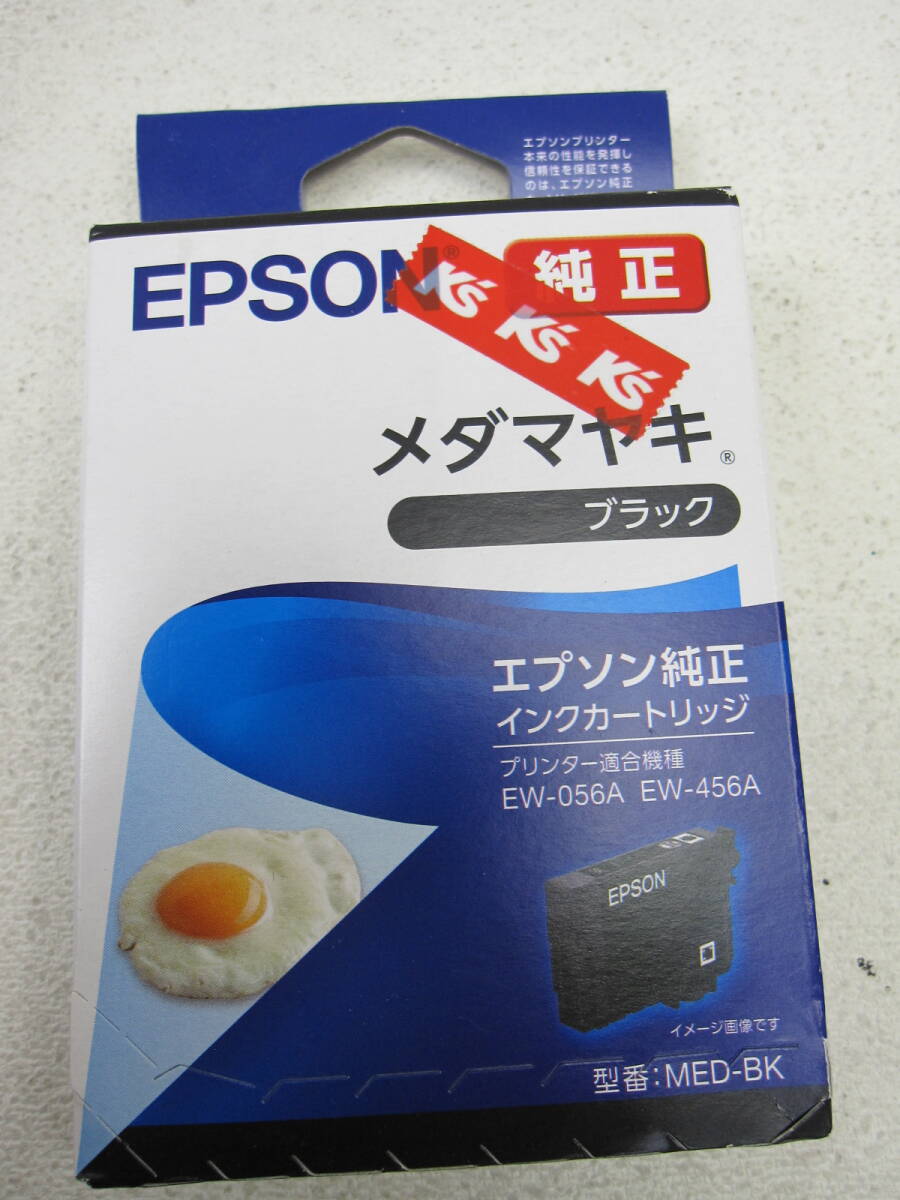 エプソンプリンター
本来の性能を発揮し
信頼性を保証できる
のは、エプソン純正
EPSON®
純正
K's K's K's
メダマヤキ®
ブラック
エプソン純正
インクカートリッジ
プリンター適合機種
EW-056A EW-456A
EPSON
イメージ画像です
型番:MED-BK